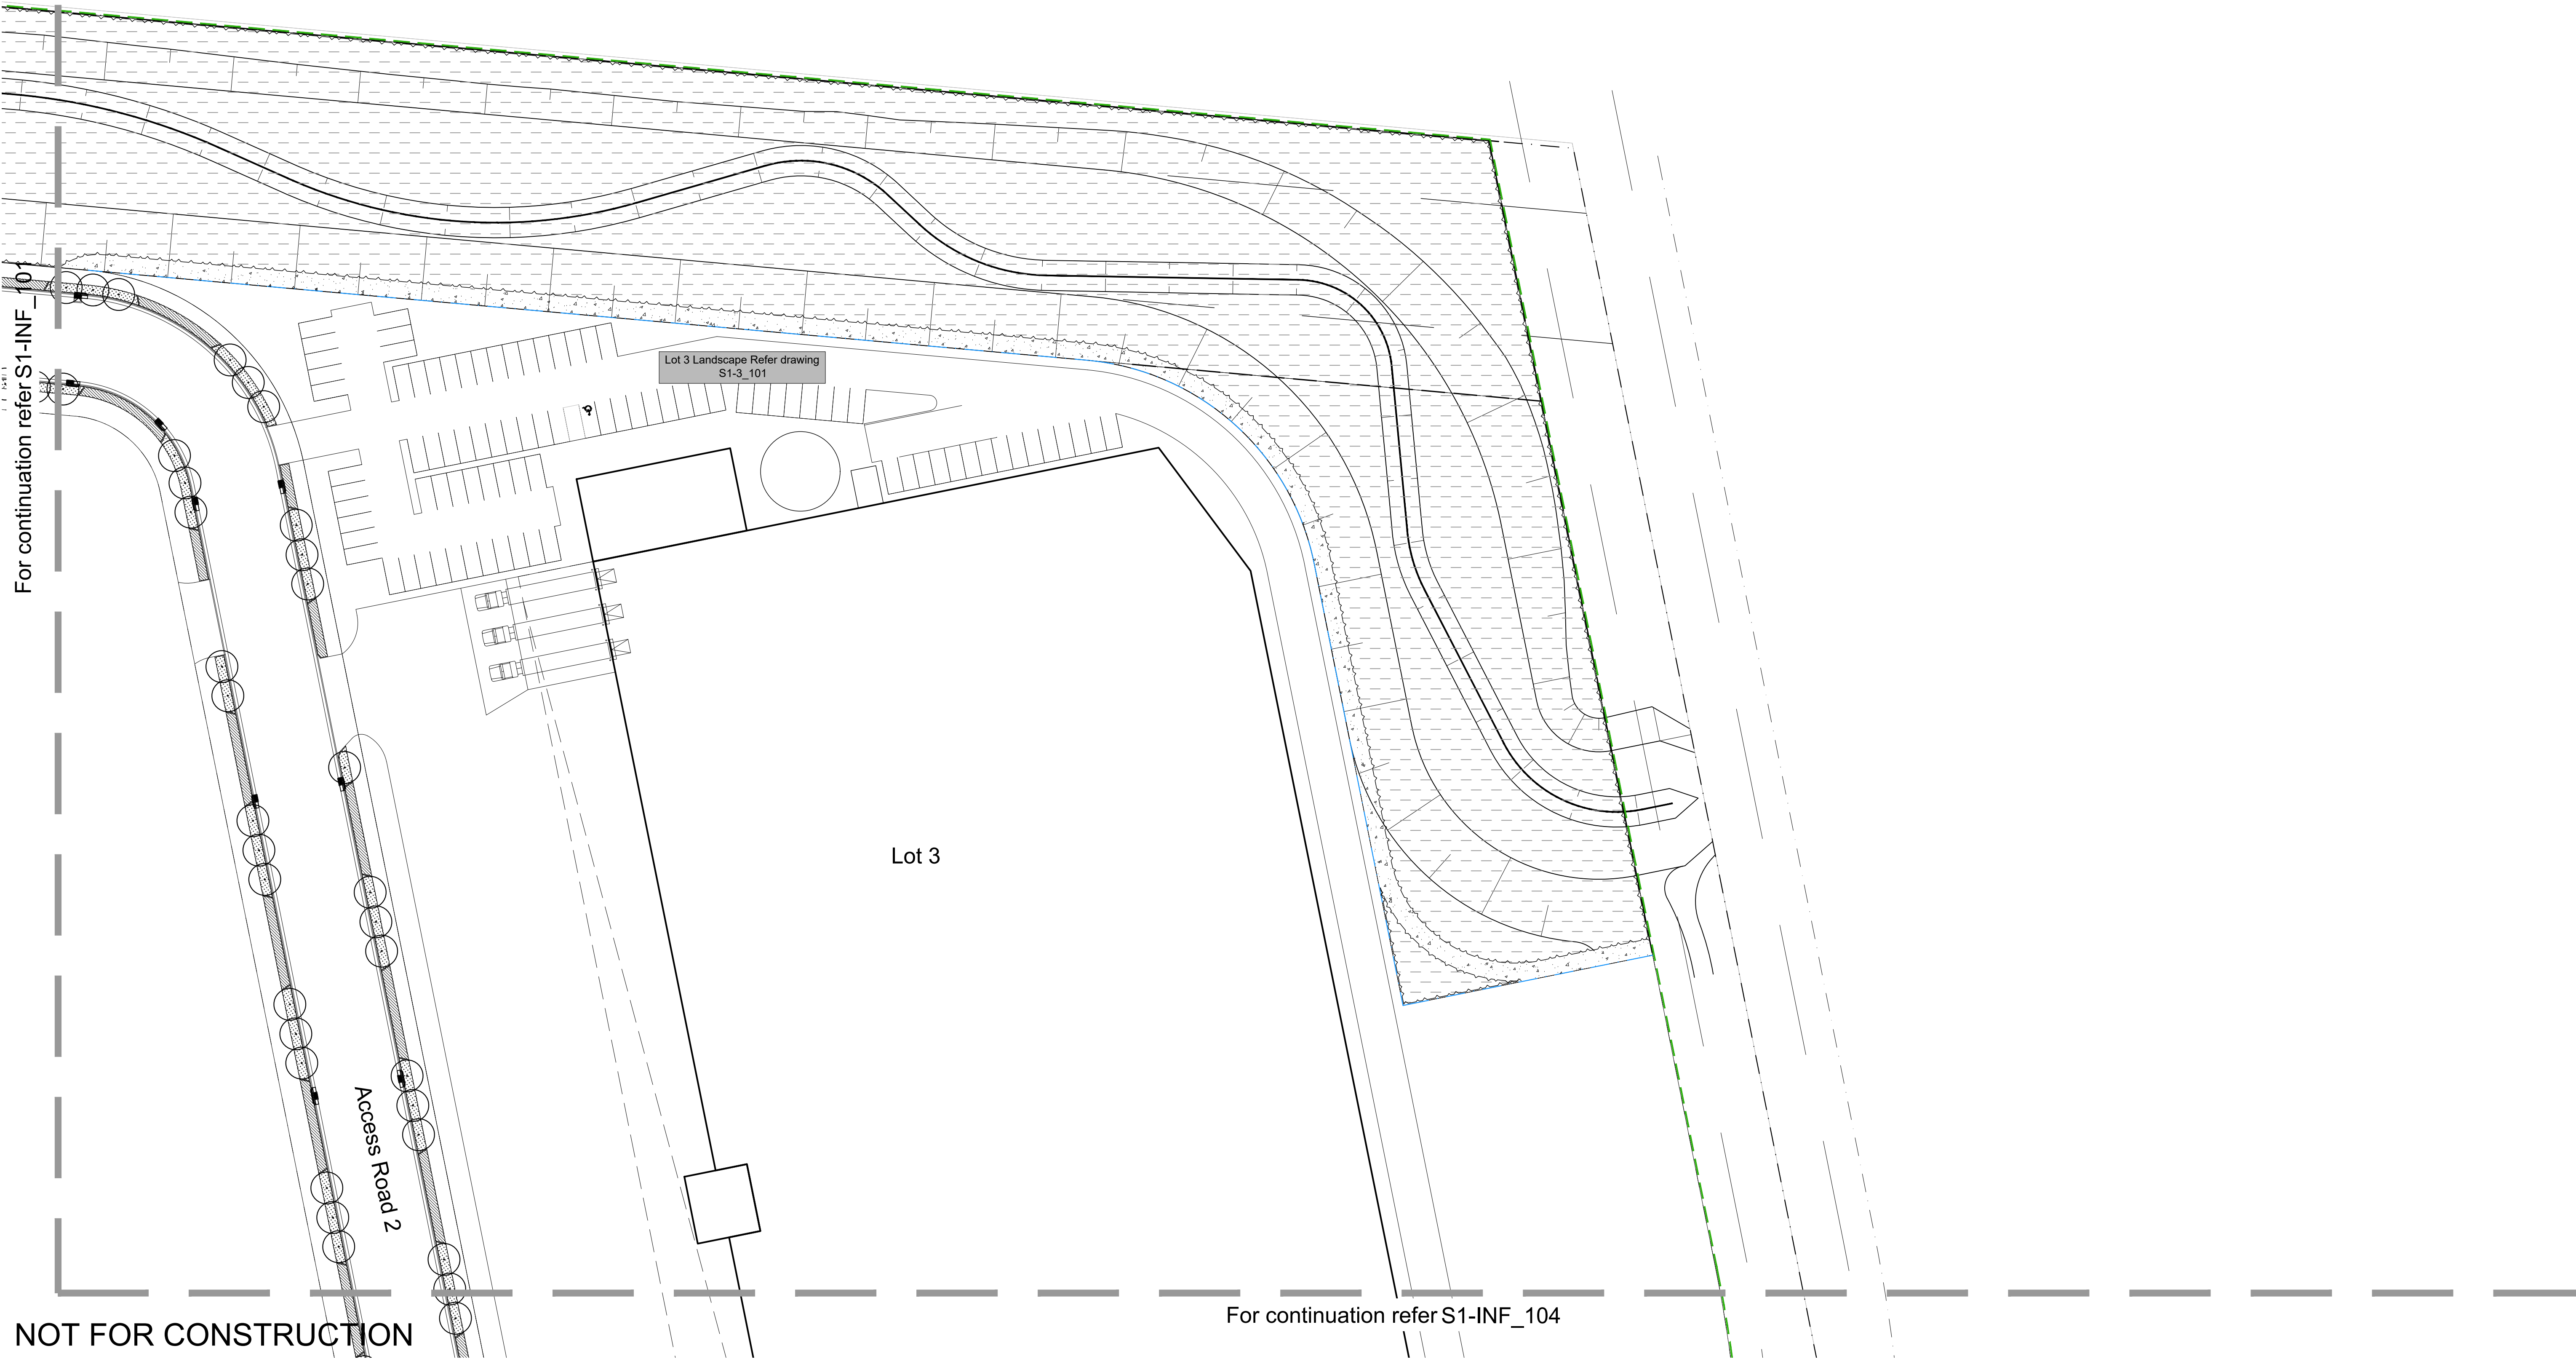 For continuation refer S1-INF_101
Lot 3 Landscape Refer drawing
S1-3_101
Lot 3
Access Road 2
For continuation refer S1-INF_104
NOT FOR CONSTRUCTION